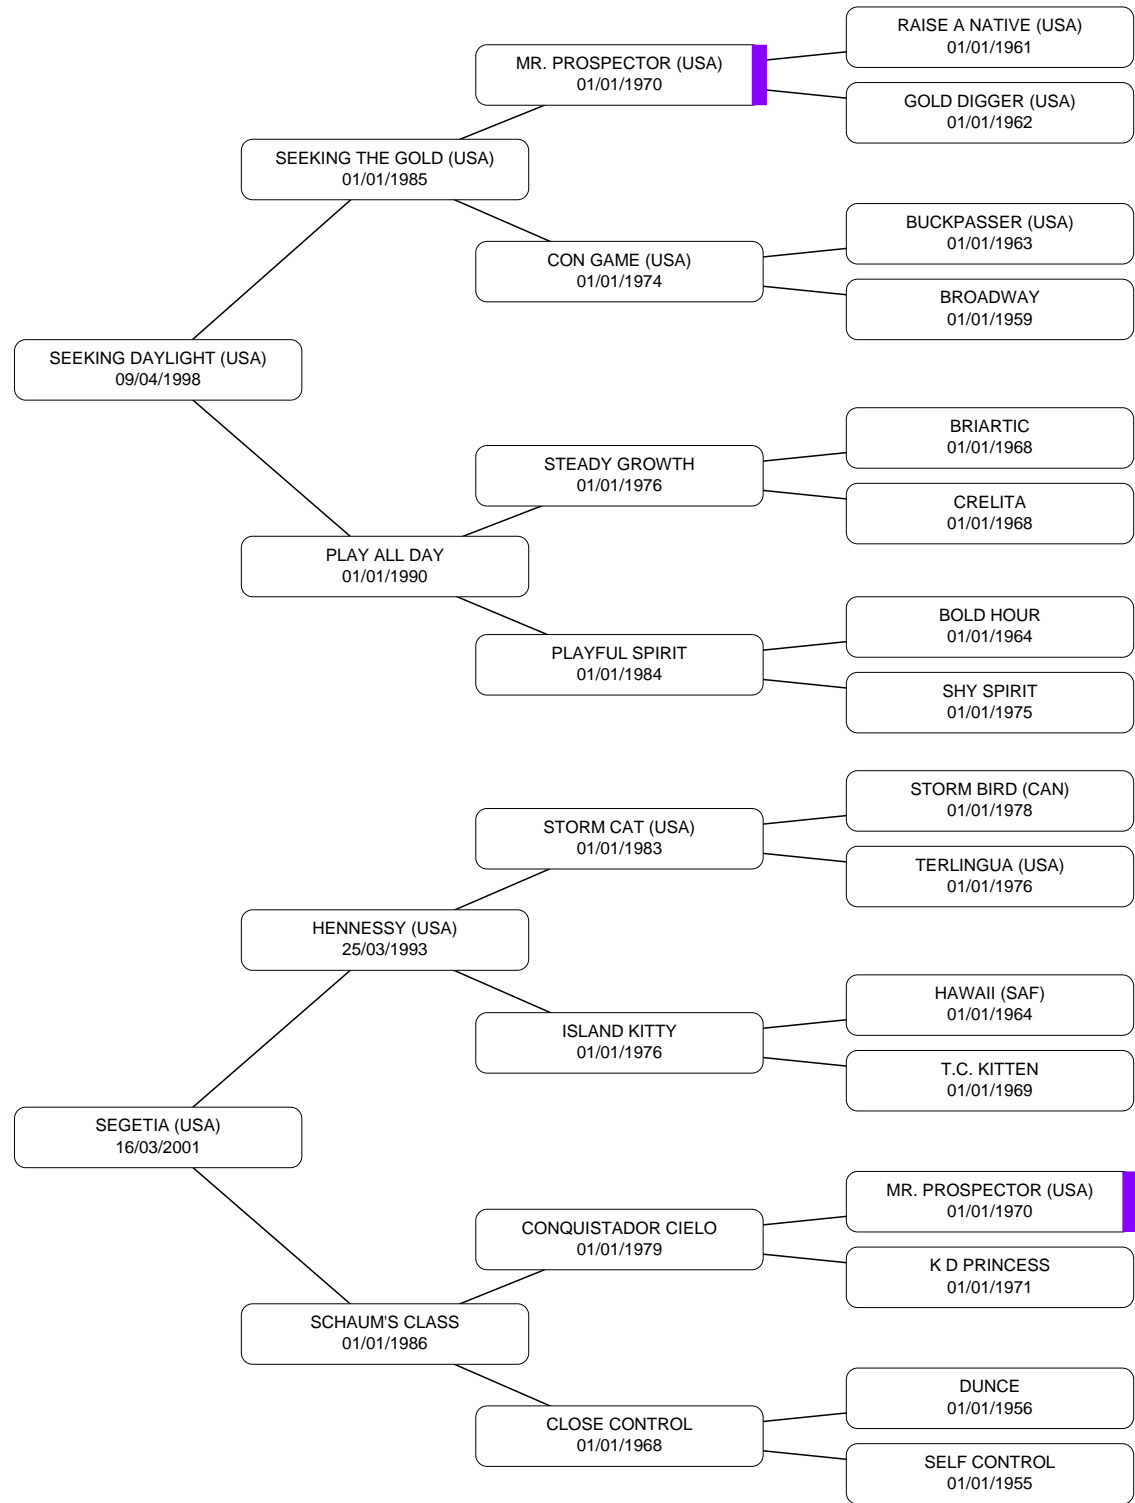 RAISE A NATIVE (USA)
01/01/1961
MR. PROSPECTOR (USA)
01/01/1970
GOLD DIGGER (USA)
01/01/1962
SEEKING THE GOLD (USA)
01/01/1985
BUCKPASSER (USA)
01/01/1963
CON GAME (USA)
01/01/1974
BROADWAY
01/01/1959
SEEKING DAYLIGHT (USA)
09/04/1998
BRIARTIC
01/01/1968
STEADY GROWTH
01/01/1976
CRELITA
01/01/1968
PLAY ALL DAY
01/01/1990
BOLD HOUR
01/01/1964
PLAYFUL SPIRIT
01/01/1984
SHY SPIRIT
01/01/1975
STORM BIRD (CAN)
01/01/1978
STORM CAT (USA)
01/01/1983
TERLINGUA (USA)
01/01/1976
HENNESSY (USA)
25/03/1993
HAWAII (SAF)
01/01/1964
ISLAND KITTY
01/01/1976
T.C. KITTEN
01/01/1969
SEGETIA (USA)
16/03/2001
MR. PROSPECTOR (USA)
01/01/1970
CONQUISTADOR CIELO
01/01/1979
K D PRINCESS
01/01/1971
SCHAUM'S CLASS
01/01/1986
DUNCE
01/01/1956
CLOSE CONTROL
01/01/1968
SELF CONTROL
01/01/1955